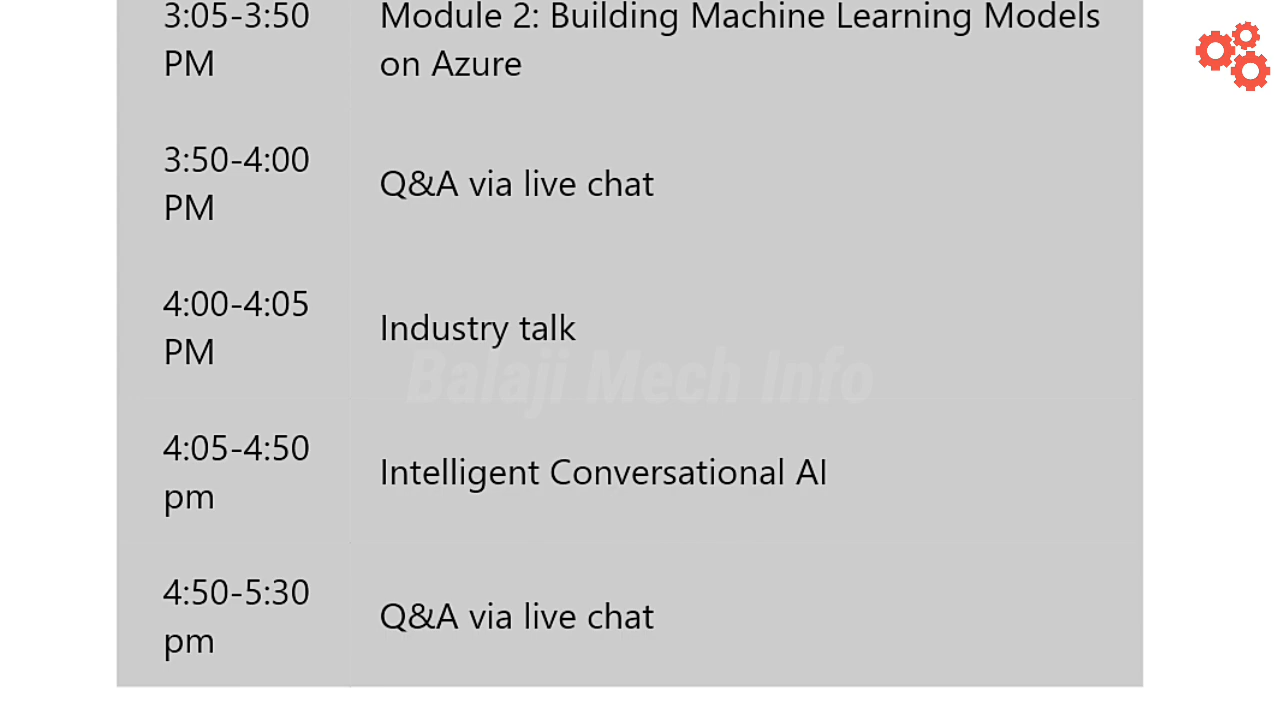 3:05-3:50 Module 2: Building Machine Learning Models
PM on Azure
3:50-4:00
PM
Q&A via live chat
4:00-4:05
PM
Industry talk
Balaji Mech Info
4:05-4:50
pm
Intelligent Conversational AI
4:50-5:30
pm
Q&A via live chat